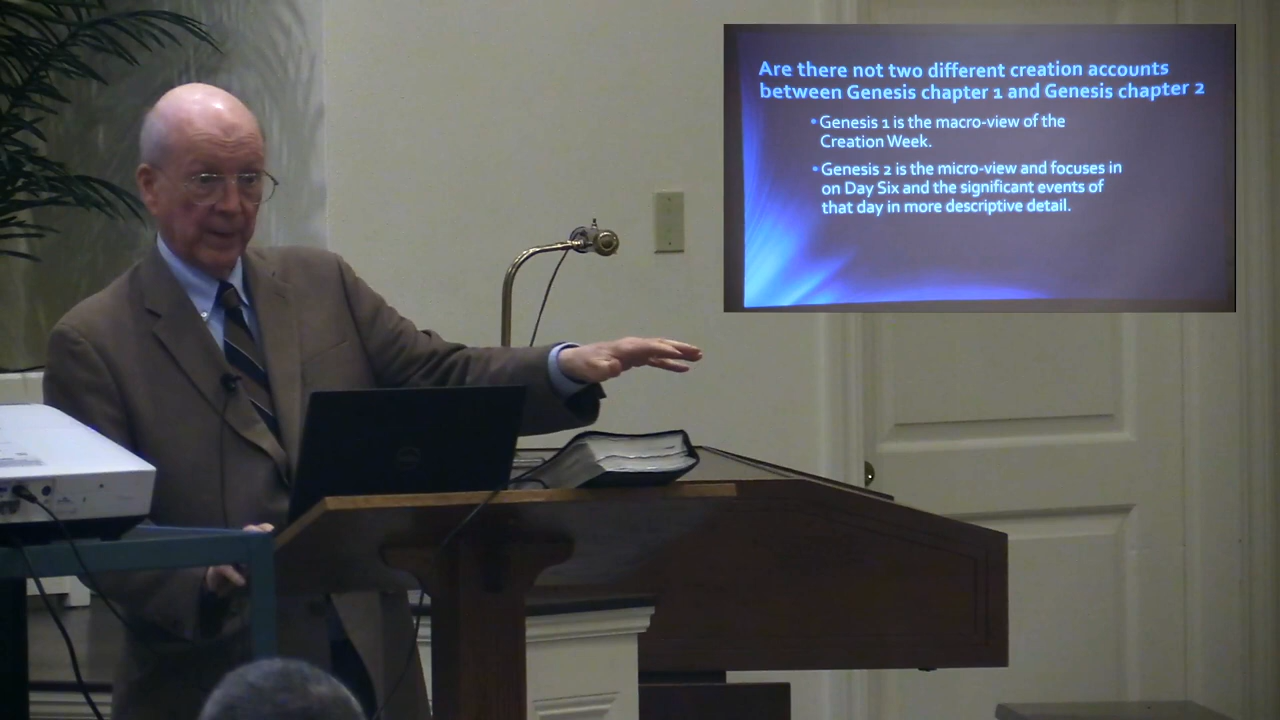 Are there not two different creation accounts
between Genesis chapter 1 and Genesis chapter 2
• Genesis 1 is the macro-view of the
Creation Week.
• Genesis 2 is the micro-view and focuses in
on Day Six and the significant events of
that day in more descriptive detail.